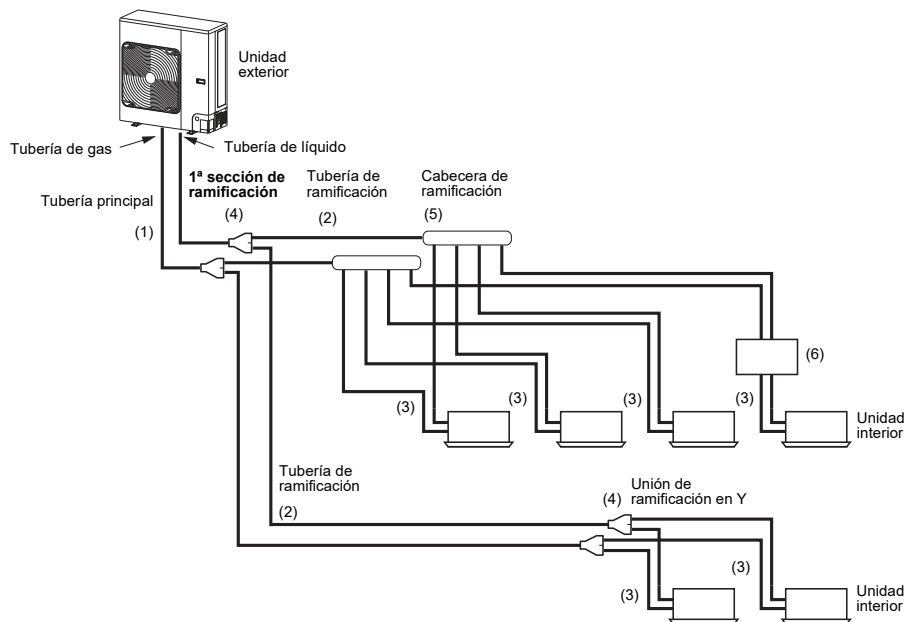 Unidad
exterior
Tubería de gas
Tubería de líquido
1ª sección de
ramificación
(4)
Tubería de
ramificación
(2)
Cabecera de
ramificación
(5)
Tubería principal
(1)
(6)
(3)
(3)
(3)
(3)
Unidad
interior
Tubería de
ramificación
(2)
Unión de
ramificación en Y
(4)
(3)
(3)
Unidad
interior